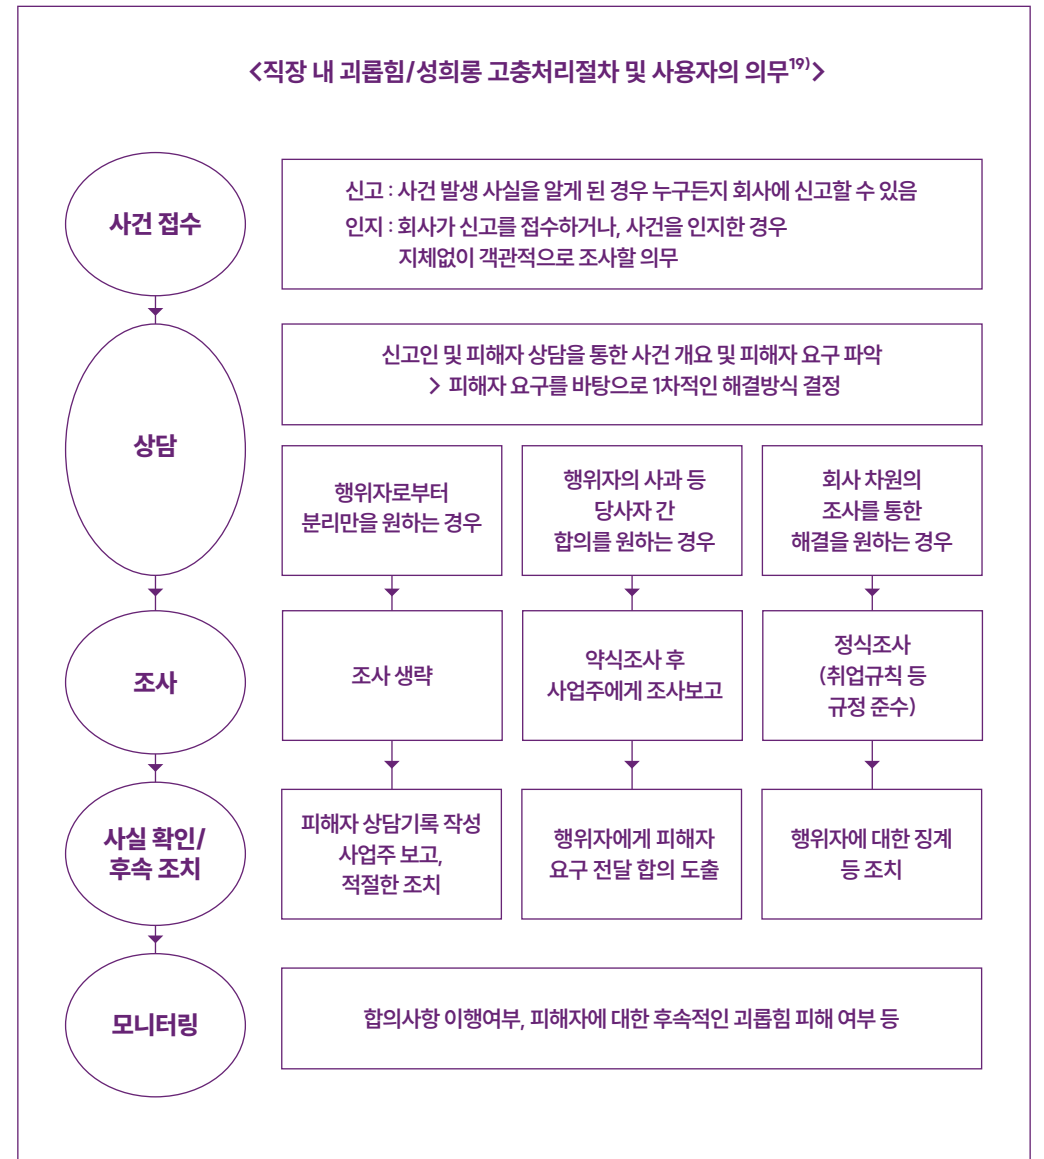 <직장 내 괴롭힘/성희롱 고충처리절차 및 사용자의 의무19)>
사건 접수
신고 : 사건 발생 사실을 알게 된 경우 누구든지 회사에 신고할 수 있음
인지 : 회사가 신고를 접수하거나, 사건을 인지한 경우
지체없이 객관적으로 조사할 의무
상담
신고인 및 피해자 상담을 통한 사건 개요 및 피해자 요구 파악
> 피해자 요구를 바탕으로 1차적인 해결방식 결정
행위자로부터
분리만을 원하는 경우
행위자의 사과 등
당사자 간
합의를 원하는 경우
회사 차원의
조사를 통한
해결을 원하는 경우
조사
조사 생략
약식조사 후
사업주에게 조사보고
정식조사
(취업규칙 등
규정 준수)
사실 확인/
후속 조치
피해자 상담기록 작성
사업주 보고,
적절한 조치
행위자에게 피해자
요구 전달 합의 도출
행위자에 대한 징계
등 조치
모니터링
합의사항 이행여부, 피해자에 대한 후속적인 괴롭힘 피해 여부 등